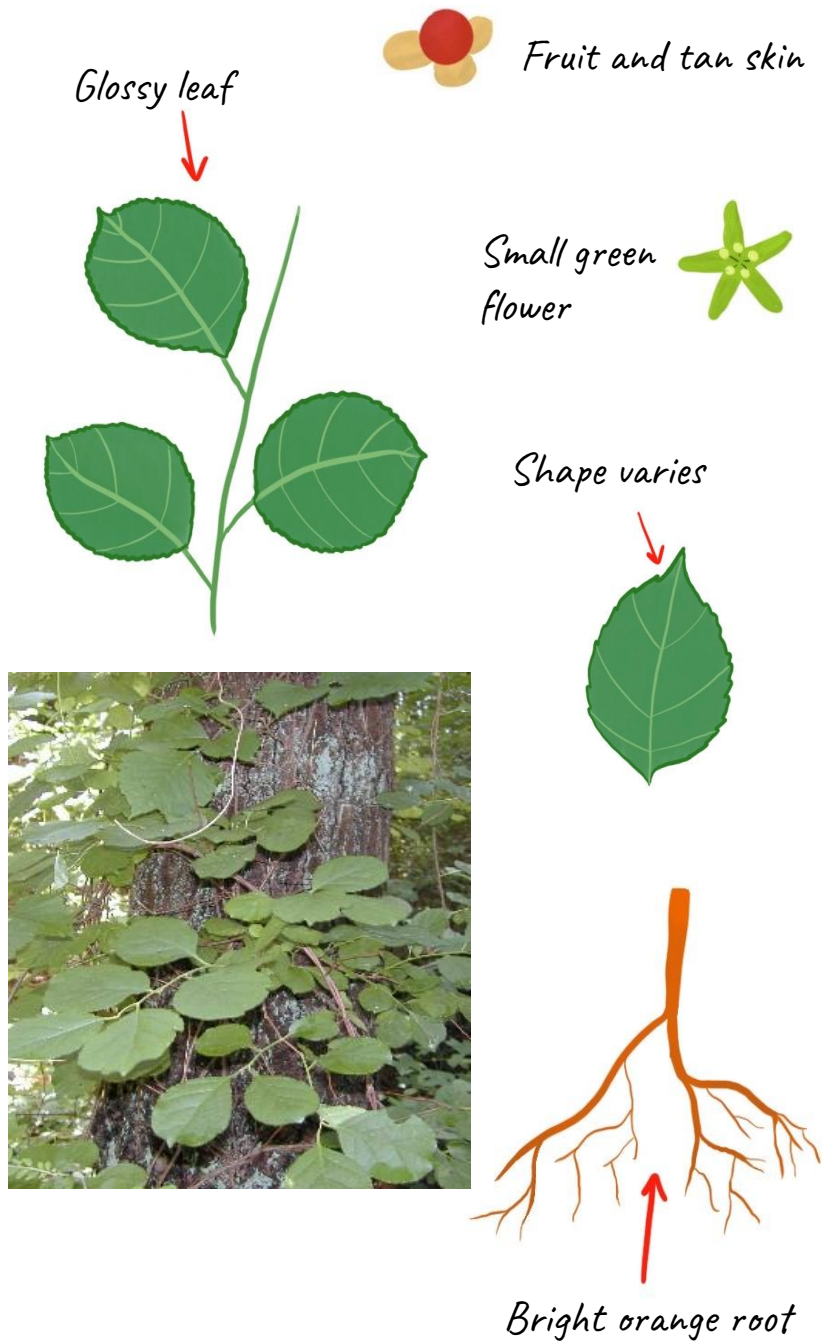 Fruit and tan skin
Glossy leaf
Small green
flower
Shape varies
Bright orange root